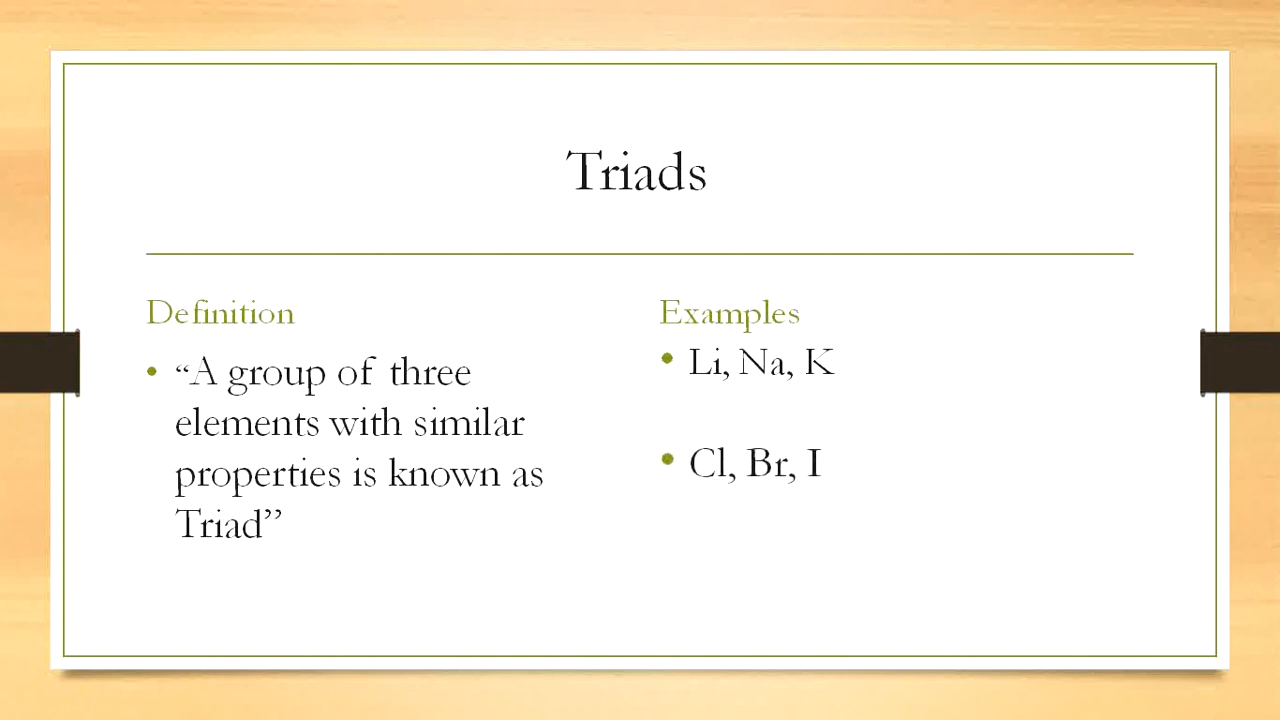 Triads
Definition
• “A group of three
elements with similar
properties is known as
Triad”
Examples
• Li, Na, K
• Cl, Br, I